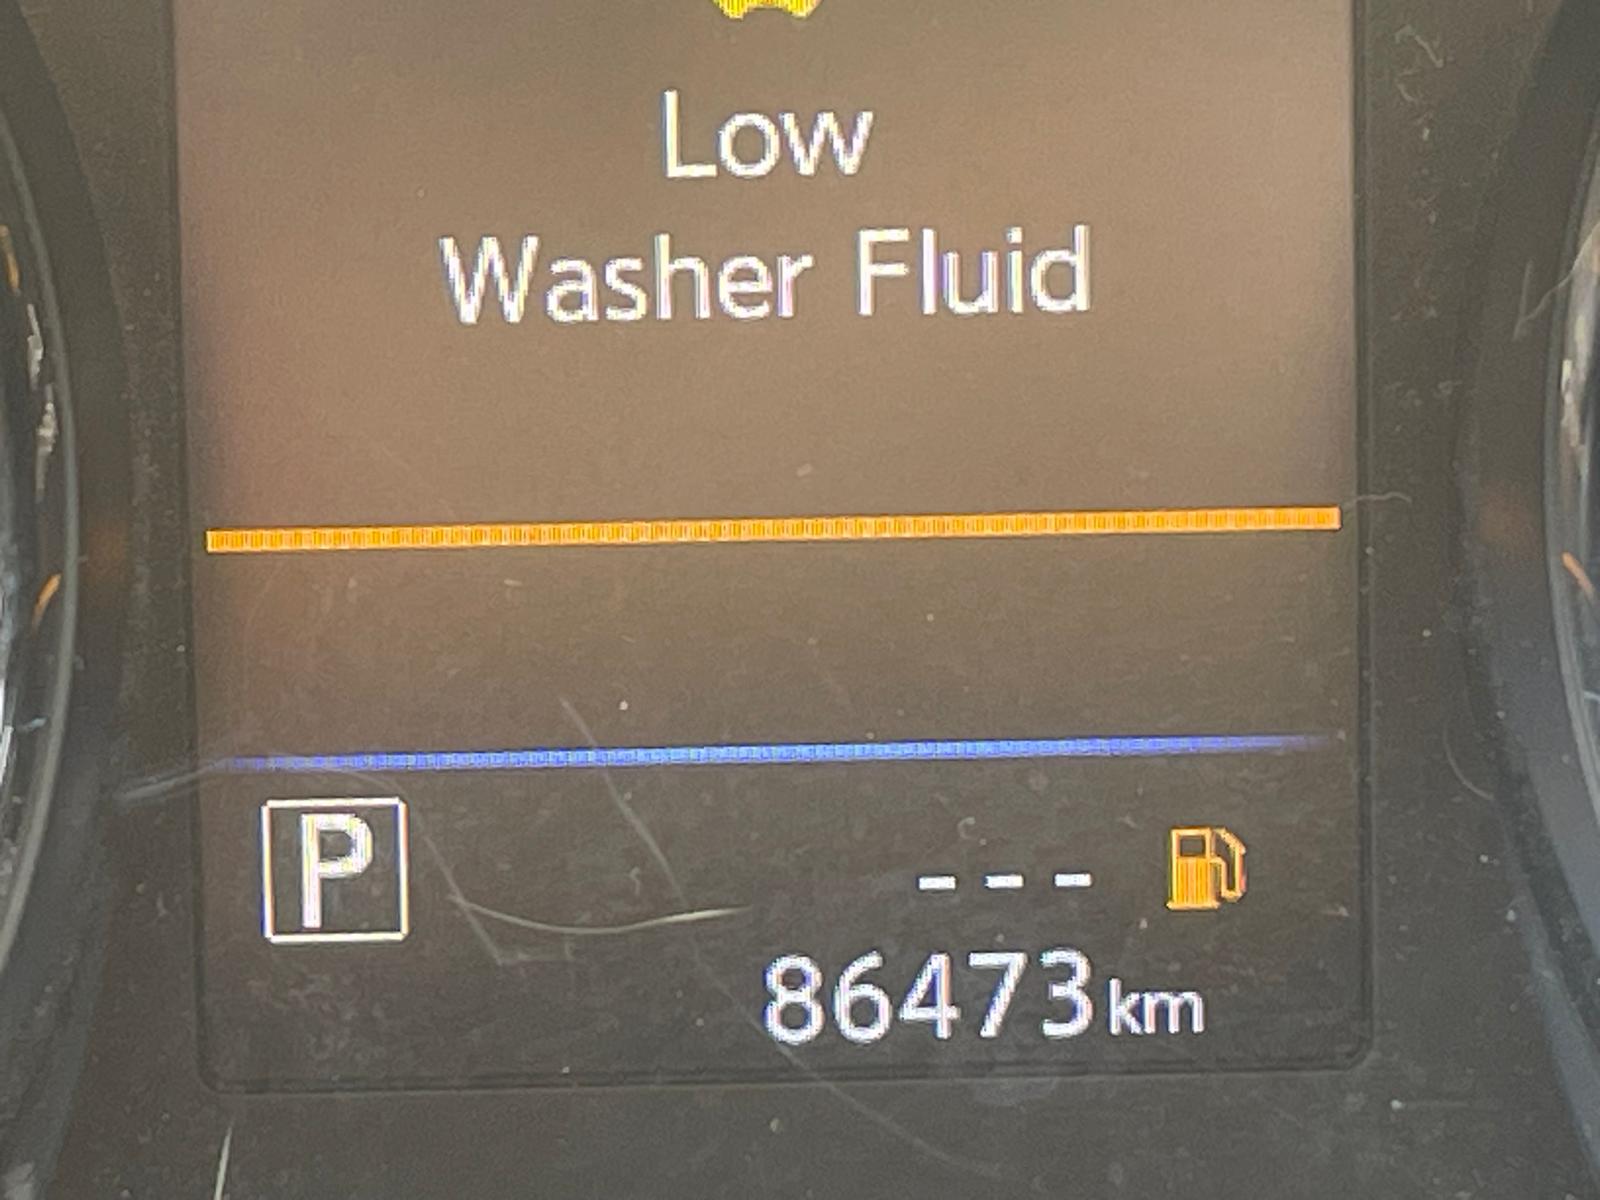 Low
Washer Fluid
P
---
86473km